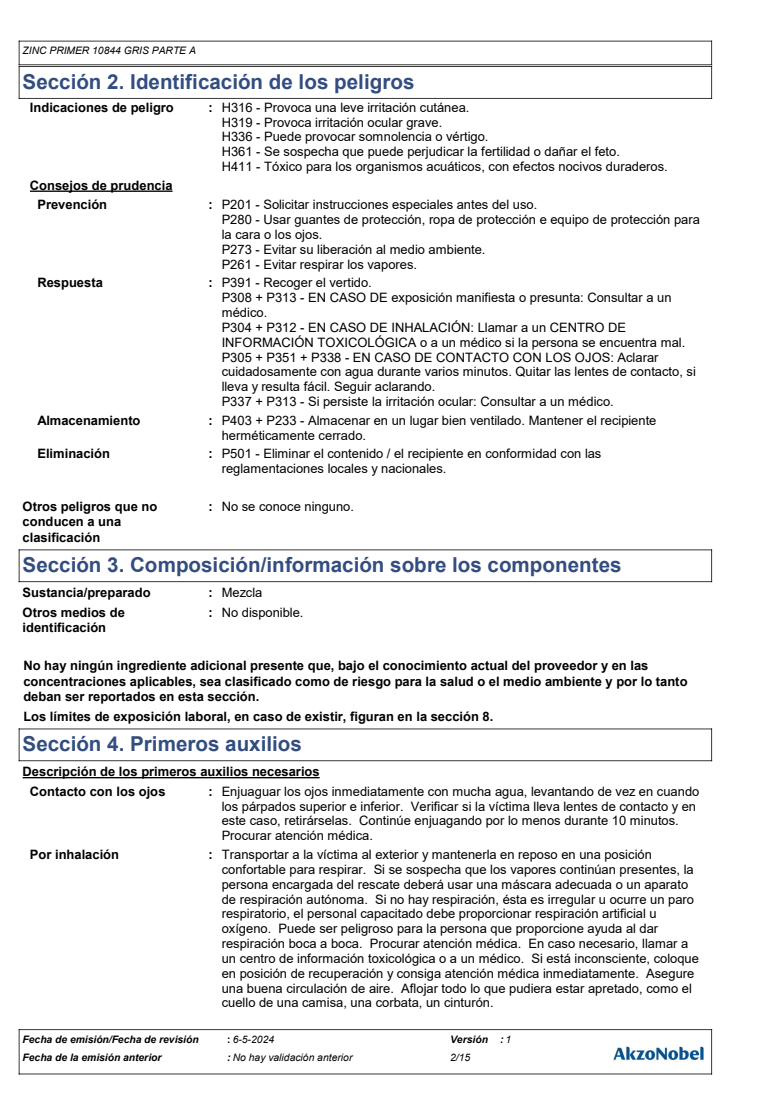 ZINC PRIMER 10844 GRIS PARTE A
Sección 2. Identificación de los peligros
Indicaciones de peligro : H316 - Provoca una leve irritación cutánea.
H319 - Provoca irritación ocular grave.
H336 - Puede provocar somnolencia o vértigo.
H361 - Se sospecha que puede perjudicar la fertilidad o dañar el feto.
H411 - Tóxico para los organismos acuáticos, con efectos nocivos duraderos.
Consejos de prudencia
Prevención : P201 - Solicitar instrucciones especiales antes del uso.
P280 - Usar guantes de protección, ropa de protección e equipo de protección para
la cara o los ojos.
P273 - Evitar su liberación al medio ambiente.
P261 - Evitar respirar los vapores.
Respuesta : P391 - Recoger el vertido.
P308 + P313 - EN CASO DE exposición manifiesta o presunta: Consultar a un
médico.
P304 + P312 - EN CASO DE INHALACIÓN: Llamar a un CENTRO DE
INFORMACIÓN TOXICOLÓGICA o a un médico si la persona se encuentra mal.
P305 + P351 + P338 - EN CASO DE CONTACTO CON LOS OJOS: Aclarar
cuidadosamente con agua durante varios minutos. Quitar las lentes de contacto, si
lleva y resulta fácil. Seguir aclarando.
P337 + P313 - Si persiste la irritación ocular: Consultar a un médico.
Almacenamiento : P403 + P233 - Almacenar en un lugar bien ventilado. Mantener el recipiente
herméticamente cerrado.
Eliminación : P501 - Eliminar el contenido / el recipiente en conformidad con las
reglamentaciones locales y nacionales.
Otros peligros que no : No se conoce ninguno.
conducen a una
clasificación
Sección 3. Composición/información sobre los componentes
Sustancia/preparado : Mezcla
Otros medios de : No disponible.
identificación
No hay ningún ingrediente adicional presente que, bajo el conocimiento actual del proveedor y en las
concentraciones aplicables, sea clasificado como de riesgo para la salud o el medio ambiente y por lo tanto
deban ser reportados en esta sección.
Los límites de exposición laboral, en caso de existir, figuran en la sección 8.
Sección 4. Primeros auxilios
Descripción de los primeros auxilios necesarios
Contacto con los ojos : Enjuaguar los ojos inmediatamente con mucha agua, levantando de vez en cuando
los párpados superior e inferior. Verificar si la víctima lleva lentes de contacto y en
este caso, retirárselas. Continúe enjuagando por lo menos durante 10 minutos.
Procurar atención médica.
Por inhalación : Transportar a la víctima al exterior y mantenerla en reposo en una posición
confortable para respirar. Si se sospecha que los vapores continúan presentes, la
persona encargada del rescate deberá usar una máscara adecuada o un aparato
de respiración autónoma. Si no hay respiración, ésta es irregular u ocurre un paro
respiratorio, el personal capacitado debe proporcionar respiración artificial u
oxígeno. Puede ser peligroso para la persona que proporcione ayuda al dar
respiración boca a boca. Procurar atención médica. En caso necesario, llamar a
un centro de información toxicológica o a un médico. Si está inconsciente, coloque
en posición de recuperación y consiga atención médica inmediatamente. Asegure
una buena circulación de aire. Aflojar todo lo que pudiera estar apretado, como el
cuello de una camisa, una corbata, un cinturón.
Fecha de emisión/Fecha de revisión : 6-5-2024 Versión : 1
Fecha de la emisión anterior : No hay validación anterior 2/15 AkzoNobel